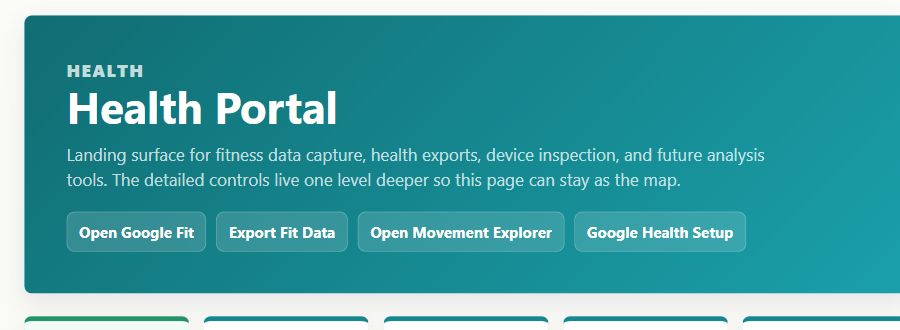 HEALTH
Health Portal
Landing surface for fitness data capture, health exports, device inspection, and future analysis
tools. The detailed controls live one level deeper so this page can stay as the map.
Open Google Fit
Export Fit Data
Open Movement Explorer
Google Health Setup